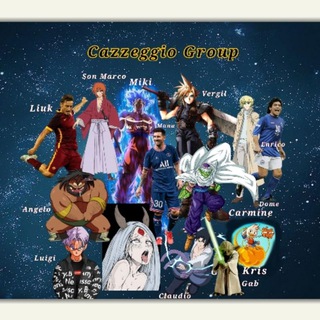 Cazzeggio Group
Son Marco
Miki
Vergil
Liuk
Manu
Enrico
Angelo
Dome
Carmine
Luigi
Kris
Gab
Claudio